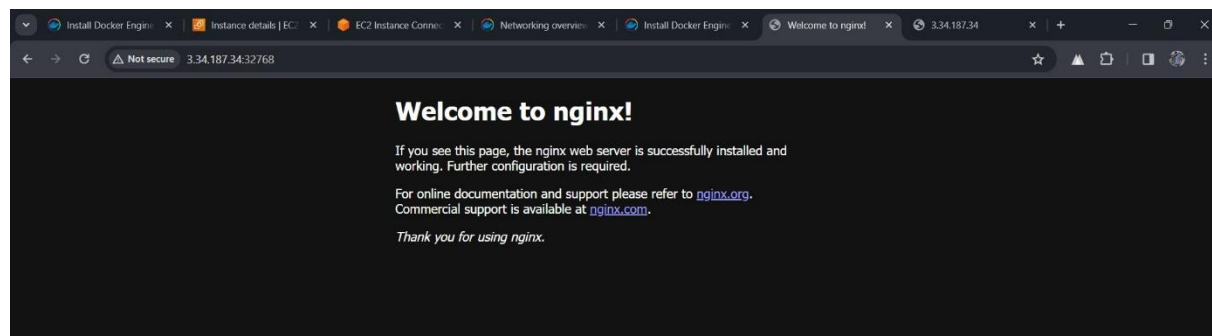 Install Docker Engine
Instance details | EC2
EC2 Instance Connec
Networking overview
Install Docker Engine
Welcome to nginx!
3.34.187.34
Not secure
3.34.187.34:32768
Welcome to nginx!
If you see this page, the nginx web server is successfully installed and
working. Further configuration is required.
For online documentation and support please refer to nginx.org.
Commercial support is available at nginx.com.
Thank you for using nginx.